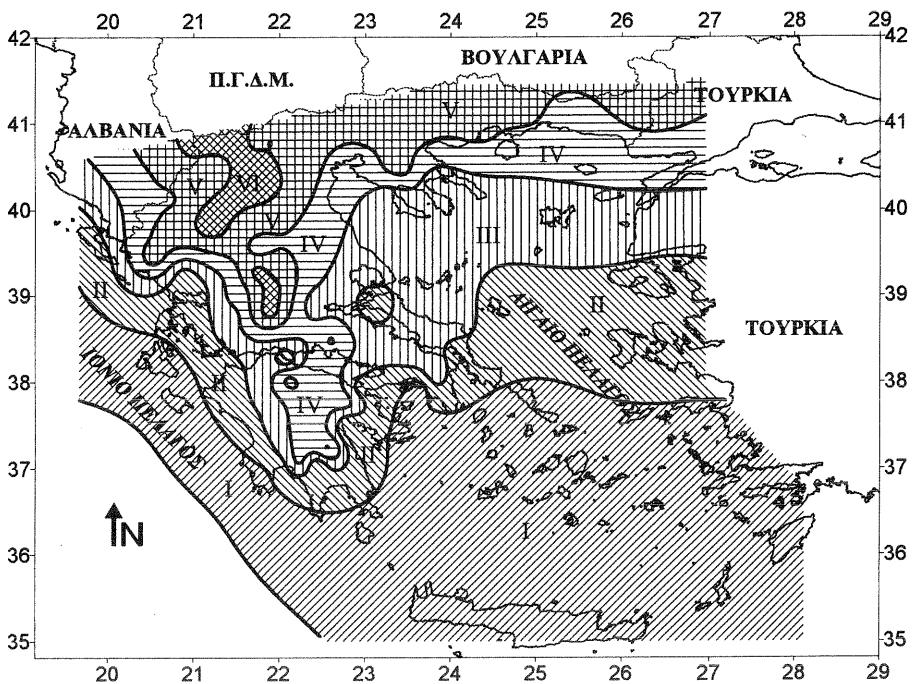 20 21 22 23 24 25 26 27 28 29
42 42
ΒΟΥΛΓΑΡΙΑ
Π.Γ.Δ.Μ.
ΤΟΥΡΚΙΑ
V
41 41
ΑΛΒΑΝΙΑ
IV
V VI
V
40 40
IV III
II II
39 39
ΑΙΓΑΙΟ ΠΕΛΑΓΟΣ
ΤΟΥΡΚΙΑ
II
38 38
IV
ΙΟΝΙΟ ΠΕΛΑΓΟΣ
II
37 37
I
I
N
36 36
35 35
20 21 22 23 24 25 26 27 28 29